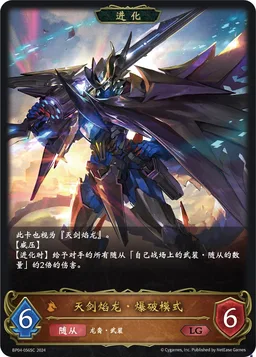 进化
此卡也视为『天剑焰龙』。
【威压】
【进化时】给予对手的所有随从「自己战场上的武装·随从的数量」的2倍的伤害。
天剑焰龙·爆破模式
6
随从
龙族·武装
LG
6
BP04-050SC 2024
© Cygames, Inc. Published by NetEase Games